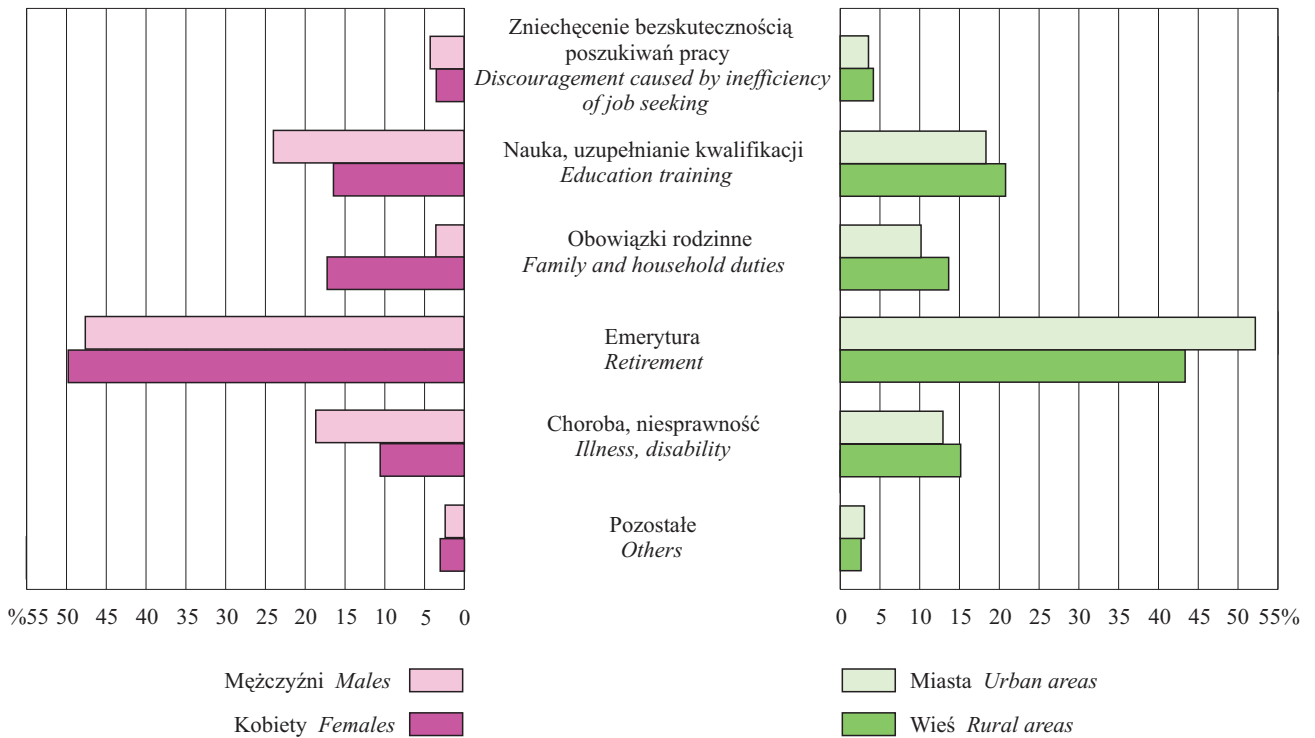 Zniechęcenie bezskutecznością
poszukiwań pracy
Discouragement caused by inefficiency
of job seeking
Nauka, uzupełnianie kwalifikacji
Education training
Obowiązki rodzinne
Family and household duties
Emerytura
Retirement
Choroba, niesprawność
Illness, disability
Pozostałe
Others
%55 50 45 40 35 30 25 20 15 10 5 0
0 5 10 15 20 25 30 35 40 45 50 55%
Mężczyźni Males
Kobiety Females
Miasta Urban areas
Wieś Rural areas